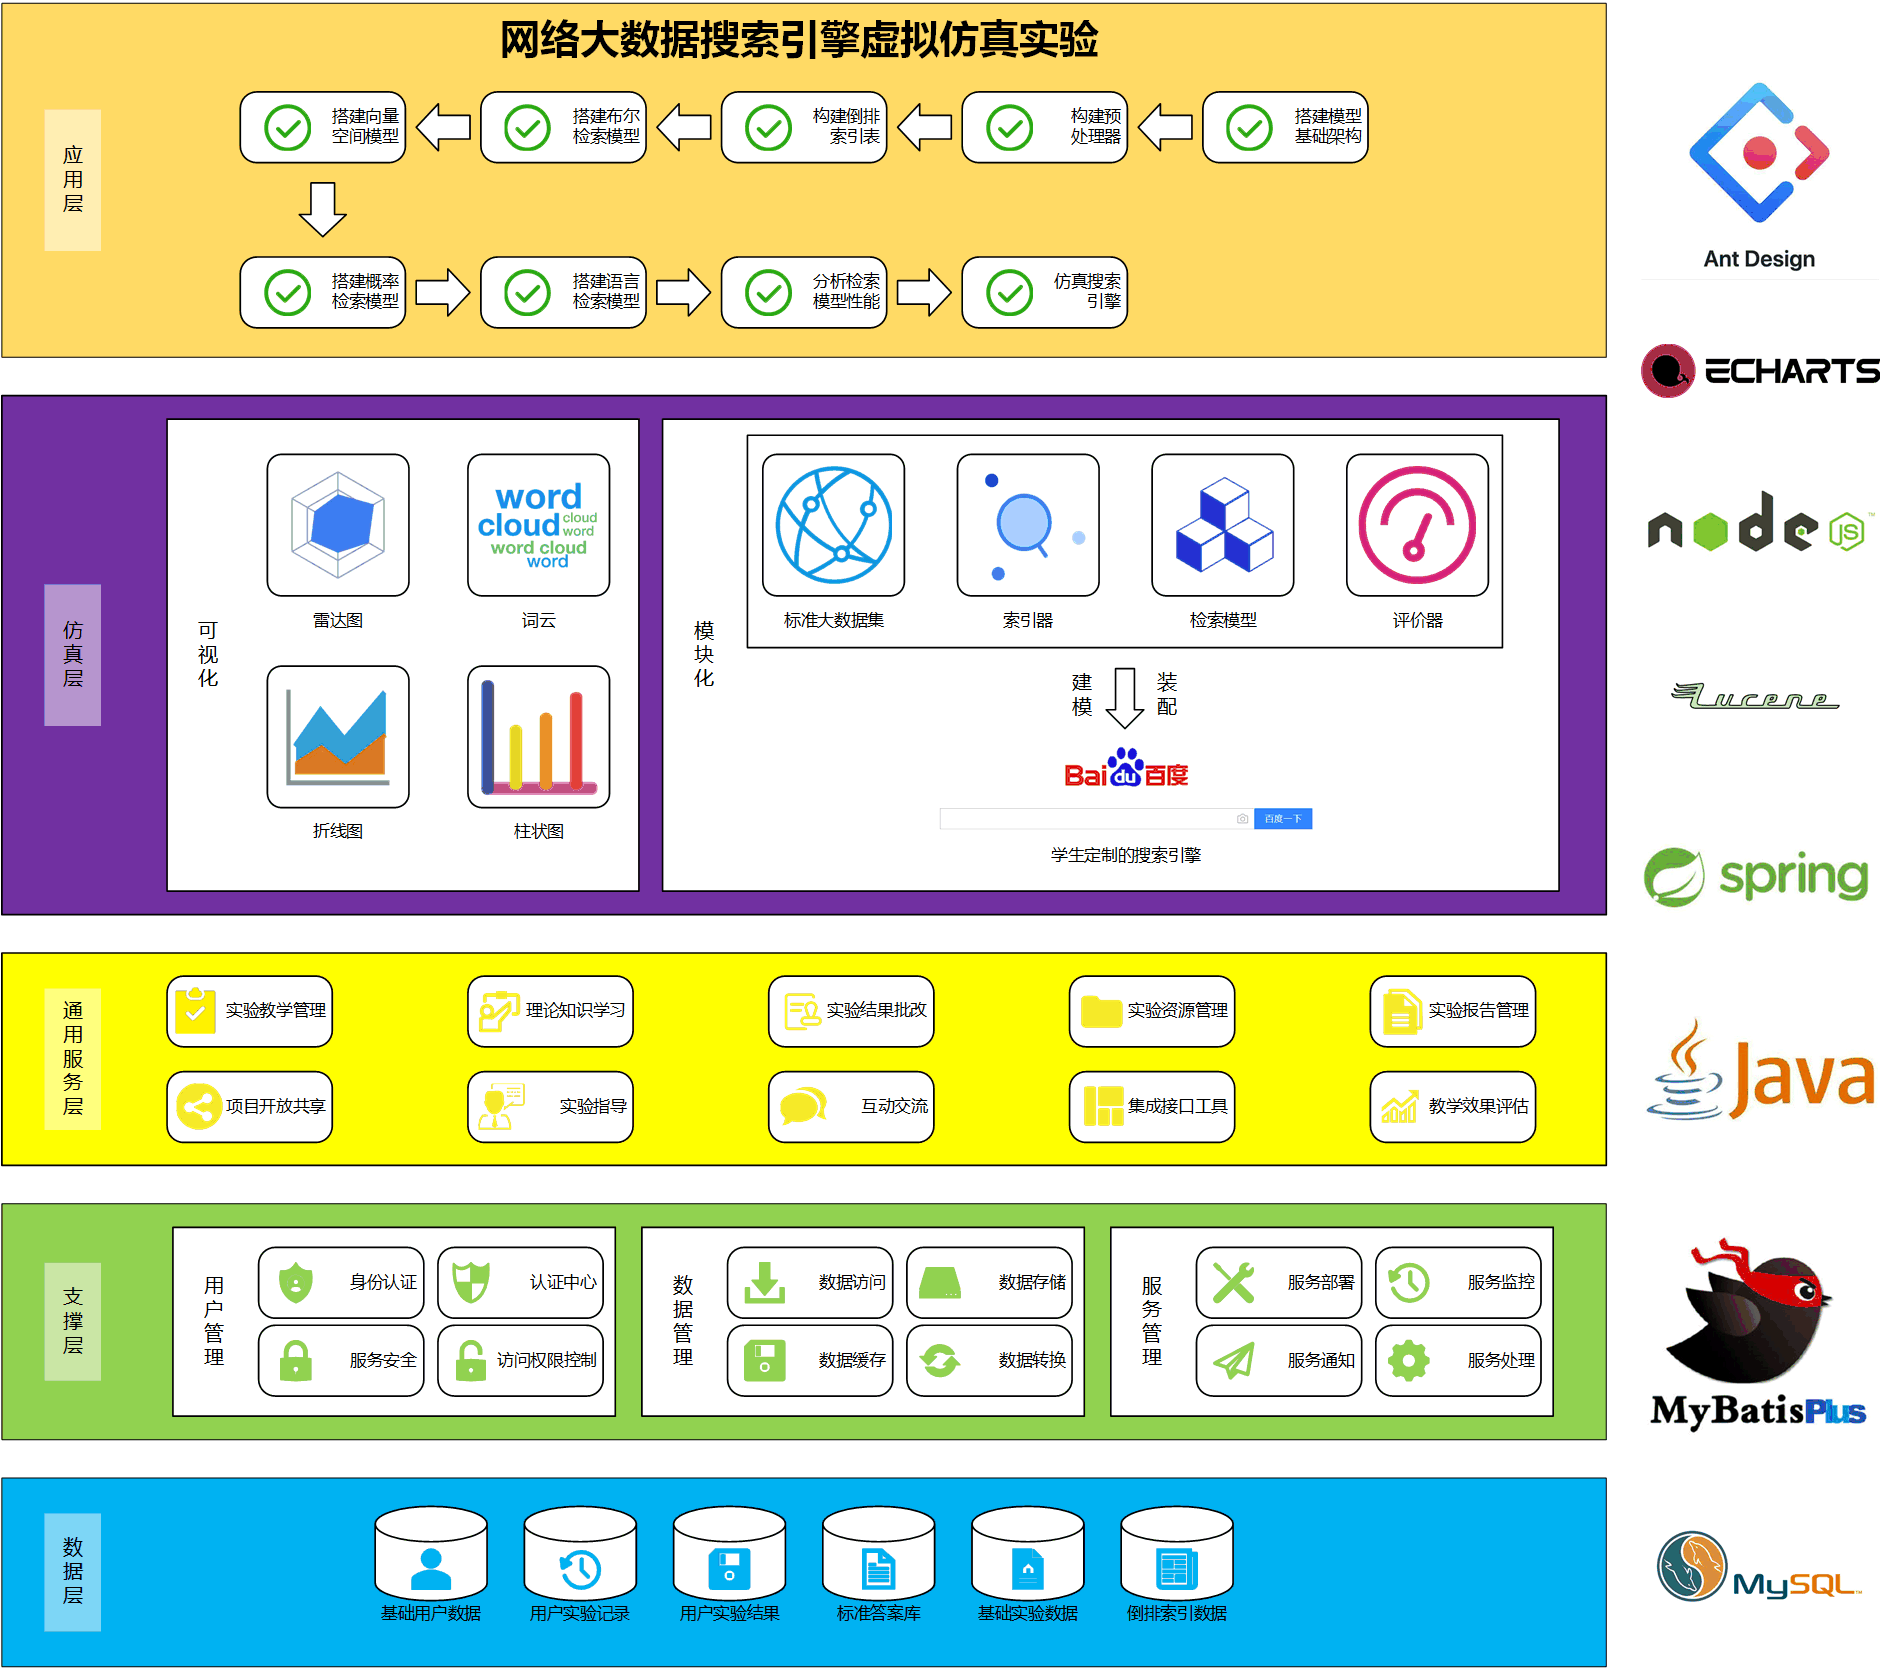 网络大数据搜索引擎虚拟仿真实验
应用层
搭建向量
空间模型
搭建布尔
检索模型
构建倒排
索引表
构建预
处理器
搭建模型
基础架构
搭建概率
检索模型
搭建语言
检索模型
分析检索
模型性能
仿真搜索
引擎
Ant Design
ECHARTS
仿真层
可视化
word
cloud cloud
word
word cloud
word
雷达图
词云
折线图
柱状图
模块化
标准大数据集
索引器
检索模型
评价器
建模
装配
Bai du 百度
百度一下
学生定制的搜索引擎
node JS ™
Lucene
spring
通用服务层
实验教学管理
理论知识学习
实验结果批改
实验资源管理
实验报告管理
项目开放共享
实验指导
互动交流
集成接口工具
教学效果评估
Java
支撑层
用户管理
身份认证
认证中心
服务安全
访问权限控制
数据管理
数据访问
数据存储
数据缓存
数据转换
服务管理
服务部署
服务监控
服务通知
服务处理
MyBatisPlus
数据层
基础用户数据
用户实验记录
用户实验结果
标准答案库
基础实验数据
倒排索引数据
MySQL™